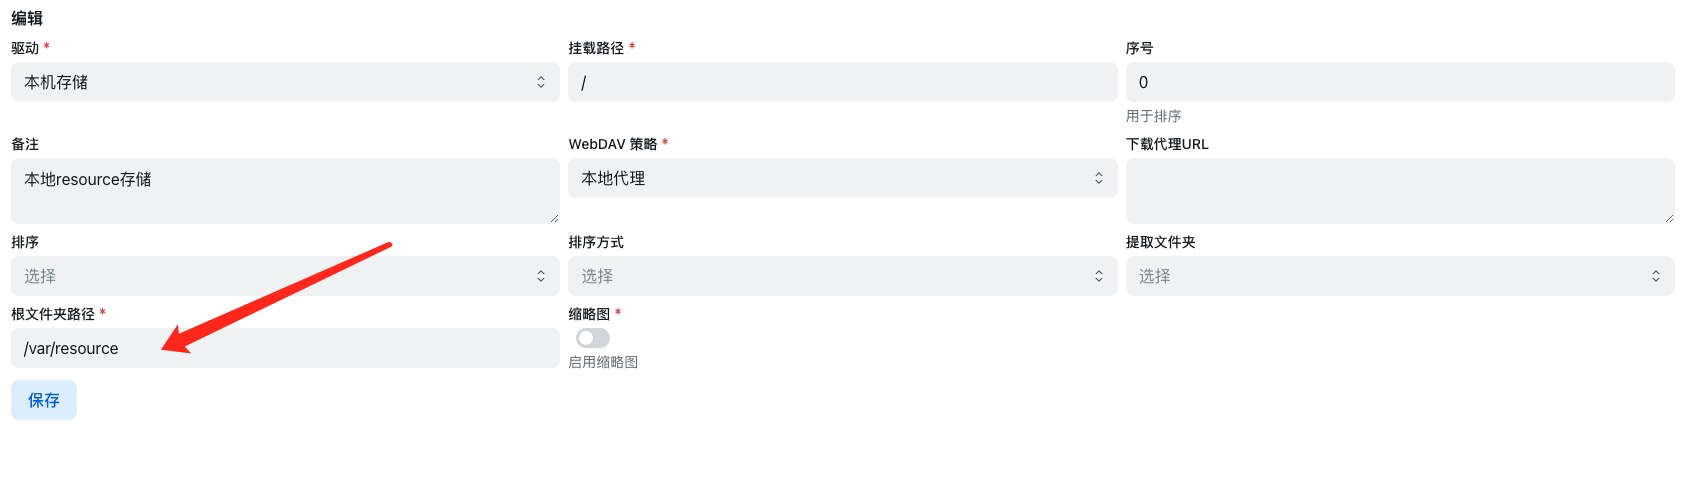 编辑
驱动 *
挂载路径 *
序号
本机存储
/
0
用于排序
备注
WebDAV 策略 *
下载代理URL
本地resource存储
本地代理
排序
排序方式
提取文件夹
选择
选择
选择
根文件夹路径 *
缩略图 *
/var/resource
启用缩略图
保存